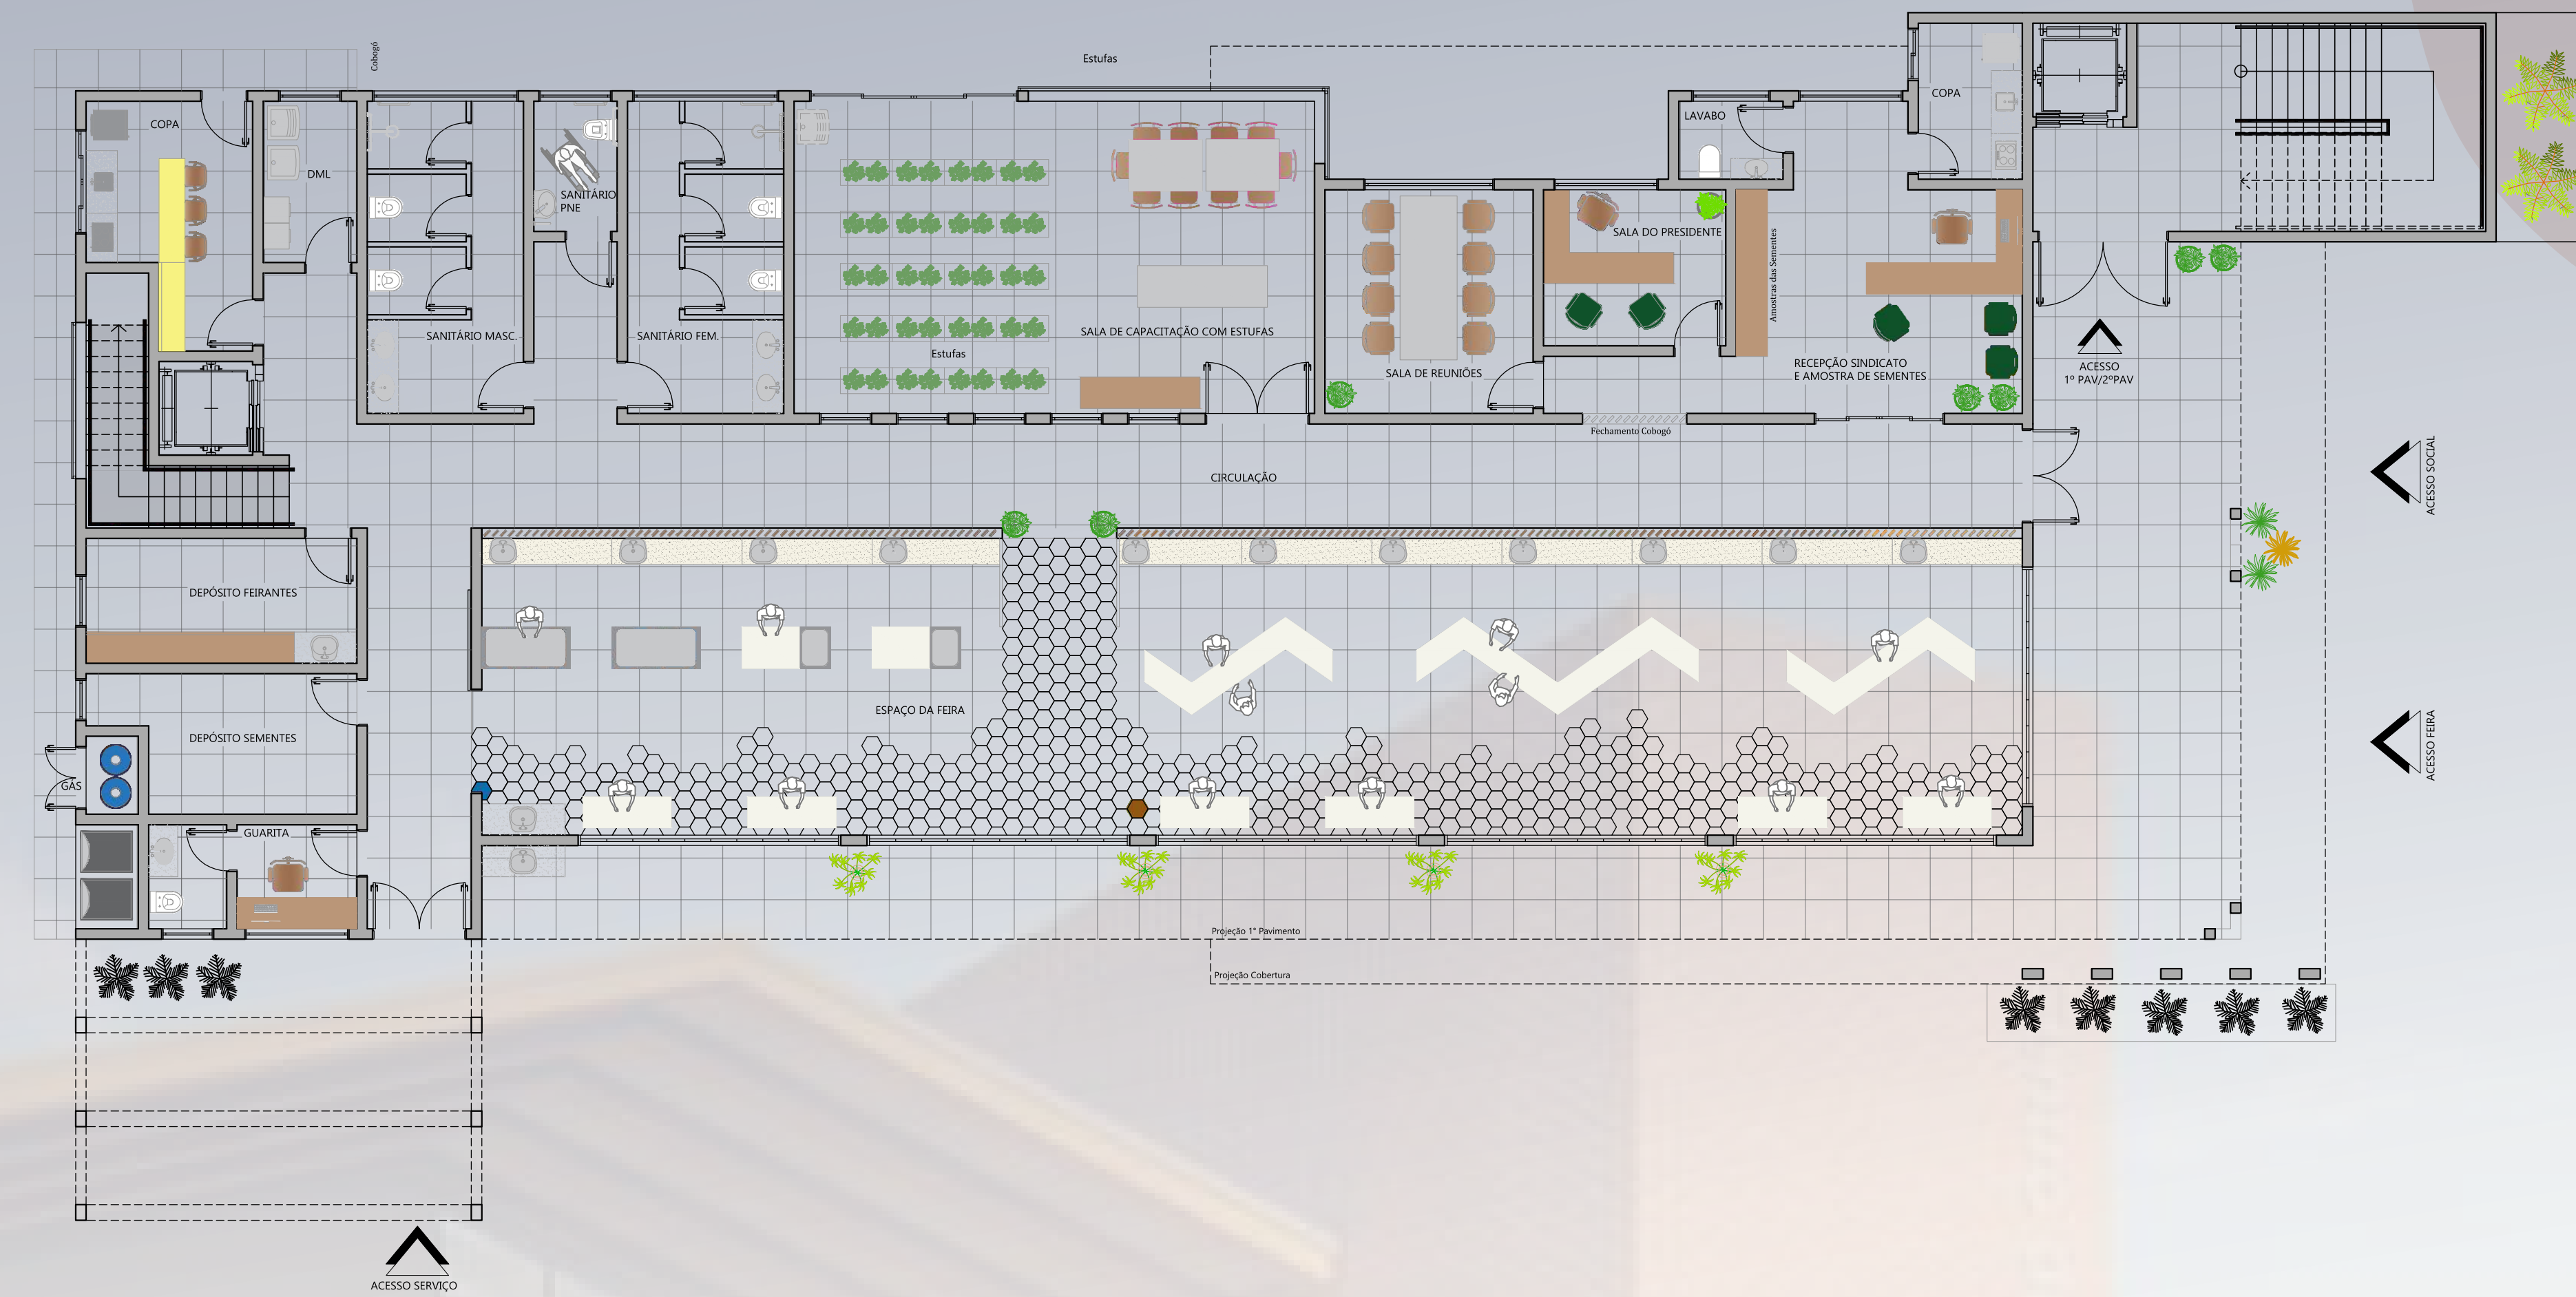 Cobogó
Estufas
COPA
LAVABO
COPA
DML
SANITÁRIO
PNE
SALA DO PRESIDENTE
Amostras das Sementes
SANITÁRIO MASC.
SANITÁRIO FEM.
SALA DE CAPACITAÇÃO COM ESTUFAS
Estufas
SALA DE REUNIÕES
RECEPÇÃO SINDICATO
E AMOSTRA DE SEMENTES
ACESSO
1º PAV/2ºPAV
Fechamento Cobogó
CIRCULAÇÃO
ACESSO SOCIAL
DEPÓSITO FEIRANTES
ESPAÇO DA FEIRA
DEPÓSITO SEMENTES
ACESSO FEIRA
GÁS
GUARITA
Projeção 1° Pavimento
Projeção Cobertura
ACESSO SERVIÇO